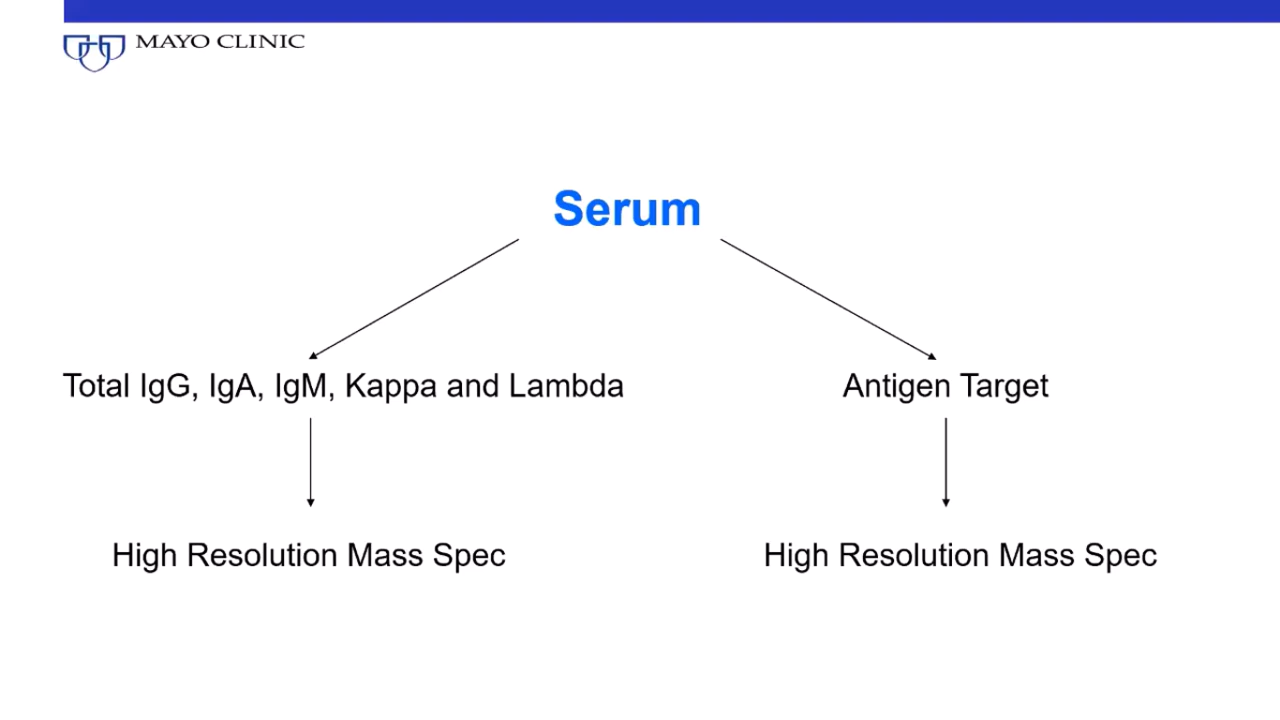 MAYO CLINIC
Serum
Total IgG, IgA, IgM, Kappa and Lambda
Antigen Target
High Resolution Mass Spec
High Resolution Mass Spec